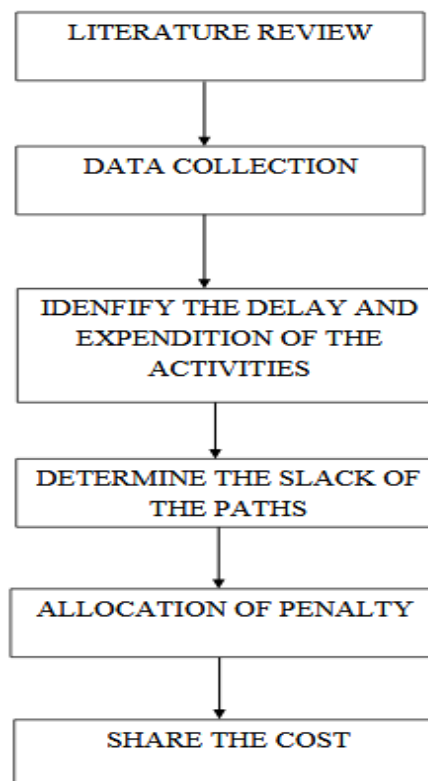 LITERATURE REVIEW
DATA COLLECTION
IDENFIFY THE DELAY AND
EXPENDITION OF THE
ACTIVITIES
DETERMINE THE SLACK OF
THE PATHS
ALLOCATION OF PENALTY
SHARE THE COST